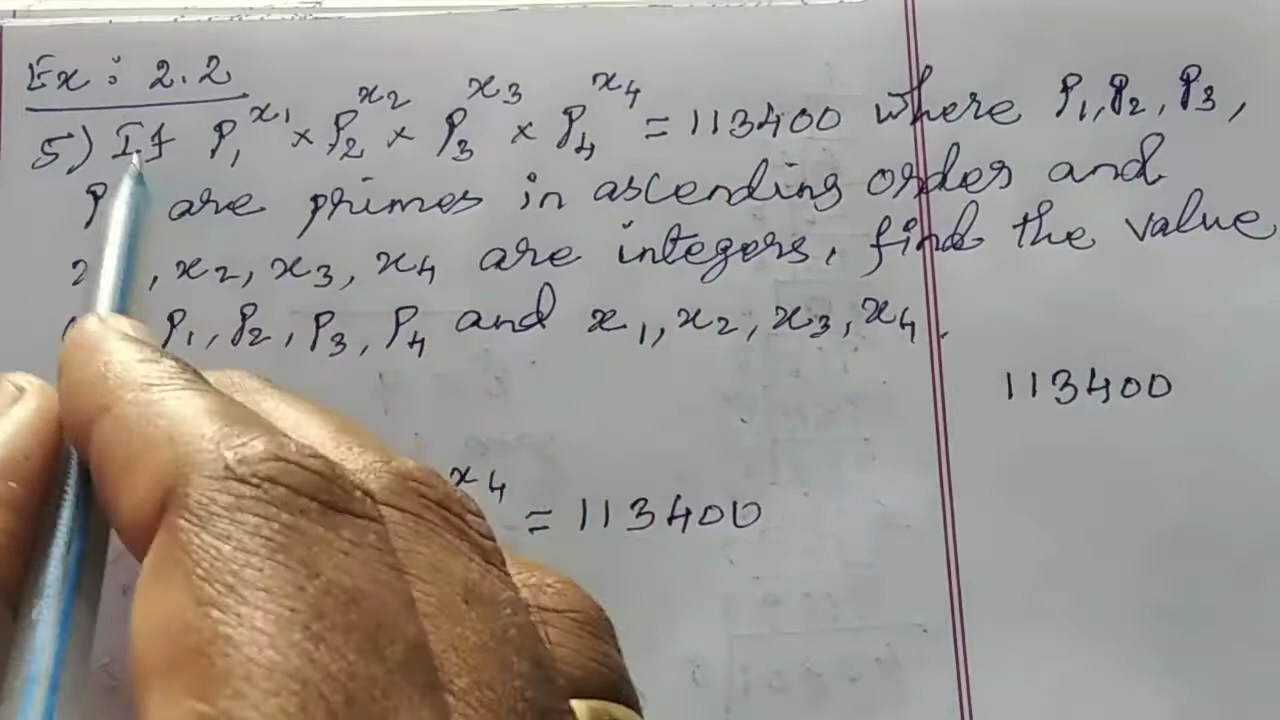 Ex: 2.2
5) If P₁^x₁ × P₂^x₂ × P₃^x₃ × P₄^x₄ = 113400 where P₁, P₂, P₃,
are primes in ascending order and
, x₂, x₃, x₄ are integers, find the value
P₁, P₂, P₃, P₄ and x₁, x₂, x₃, x₄.
113400
x₄ = 113400